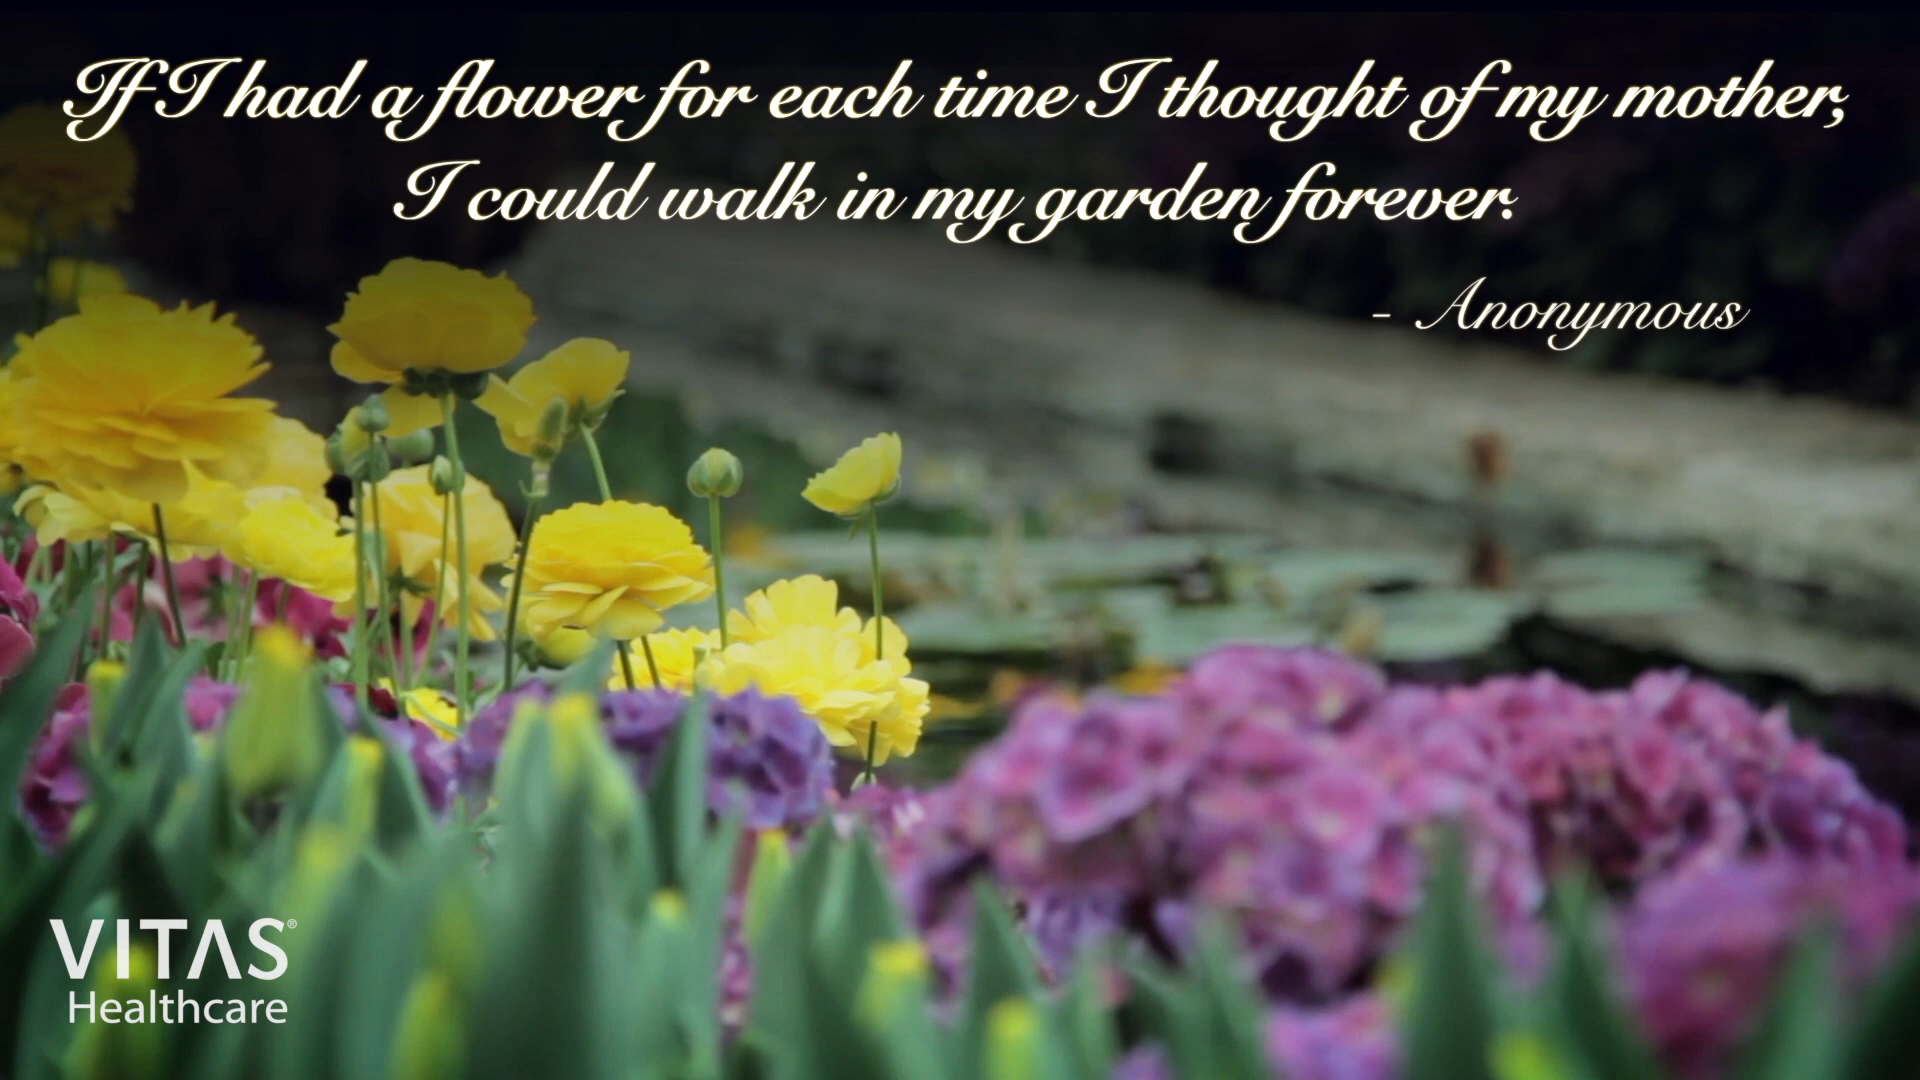 If I had a flower for each time I thought of my mother,
I could walk in my garden forever.
- Anonymous
VITAS®
Healthcare